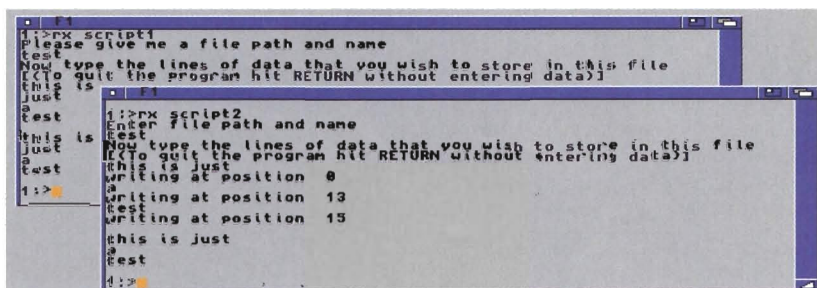 F1
1:>rx script1
Please give me a file path and name
test
Now type the lines of data that you wish to store in this file
[(To quit the program hit RETURN without entering data)]
this is
just
a
test
this is
just
a
test
1:>
F1
1:>rx script2
Enter file path and name
test
Now type the lines of data that you wish to store in this file
[(To quit the program hit RETURN without entering data)]
this is just
writing at position 0
a
writing at position 13
test
writing at position 15
this is just
a
test
1:>